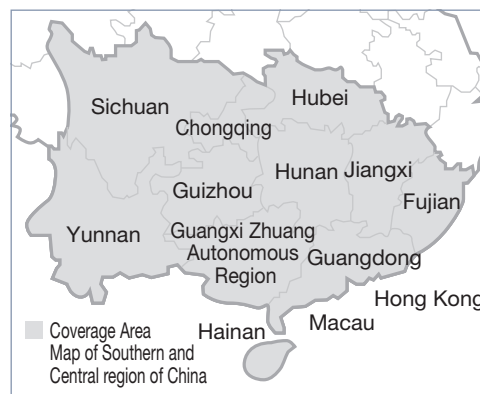 Sichuan
Hubei
Chongqing
Hunan
Jiangxi
Guizhou
Fujian
Yunnan
Guangxi Zhuang
Autonomous
Region
Guangdong
Hong Kong
Hainan
Macau
Coverage Area
Map of Southern and
Central region of China